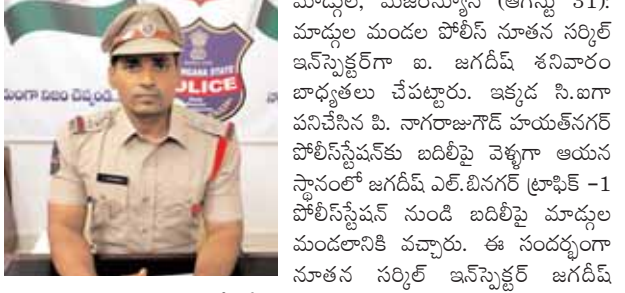 మాడ్గుల, మేజర్‌న్యూస్ (ఆగస్టు 31):
మాడ్గుల మండల పోలీస్ నూతన సర్కిల్
ఇన్‌స్పెక్టర్‌గా ఐ. జగదీష్ శనివారం
బాధ్యతలు చేపట్టారు. ఇక్కడ సి.ఐగా
పనిచేసిన పి. నాగరాజుగౌడ్ హయత్‌నగర్
పోలీస్‌స్టేషన్‌కు బదిలీపై వెళ్ళగా ఆయన
స్థానంలో జగదీష్ ఎల్.బినగర్ ట్రాఫిక్ -1
పోలీస్‌స్టేషన్ నుండి బదిలీపై మాడ్గుల
మండలానికి వచ్చారు. ఈ సందర్భంగా
నూతన సర్కిల్ ఇన్‌స్పెక్టర్ జగదీష్
NGANA STATE
POLICE
నిజం చెప్పండి